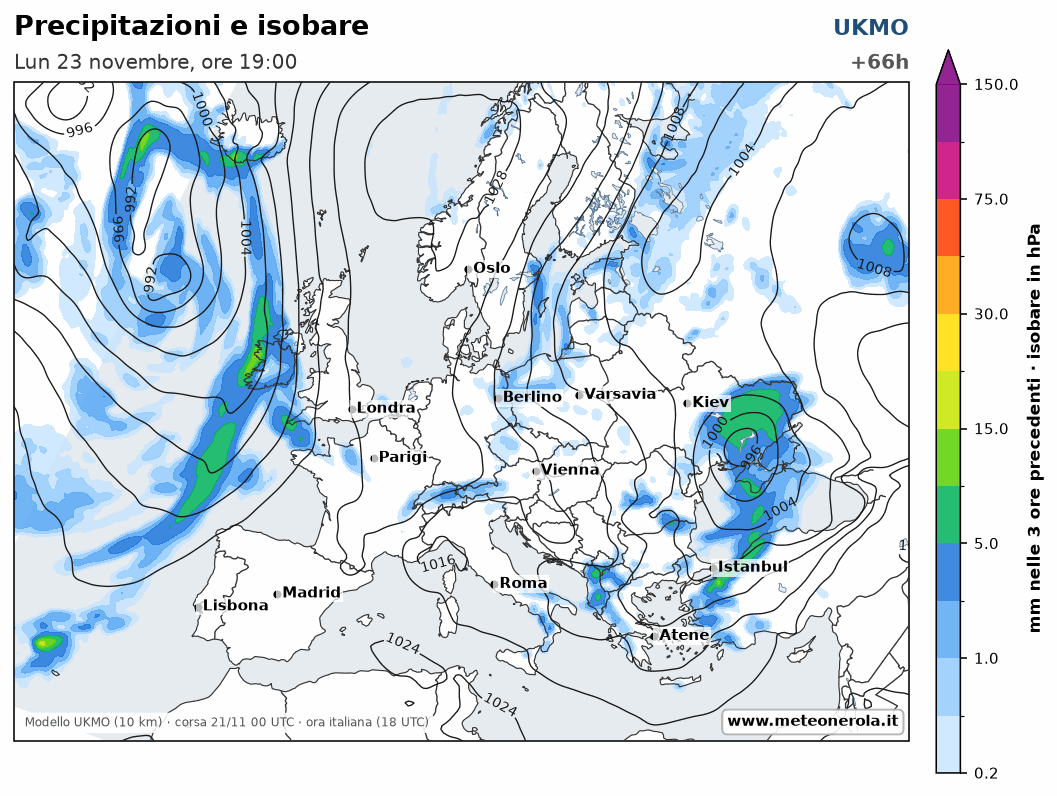 Precipitazioni e isobare
UKMO
Lun 23 novembre, ore 19:00
+66h
150.0
75.0
30.0
15.0
5.0
1.0
0.2
mm nelle 3 ore precedenti · isobare in hPa
996
1000
992
996
992
1004
1028
1008
1004
1008
Oslo
Londra
Berlino
Varsavia
Kiev
1000
996
Parigi
Vienna
1004
1016
Istanbul
Roma
Madrid
Lisbona
Atene
1024
1024
Modello UKMO (10 km) · corsa 21/11 00 UTC · ora italiana (18 UTC)
www.meteonerola.it